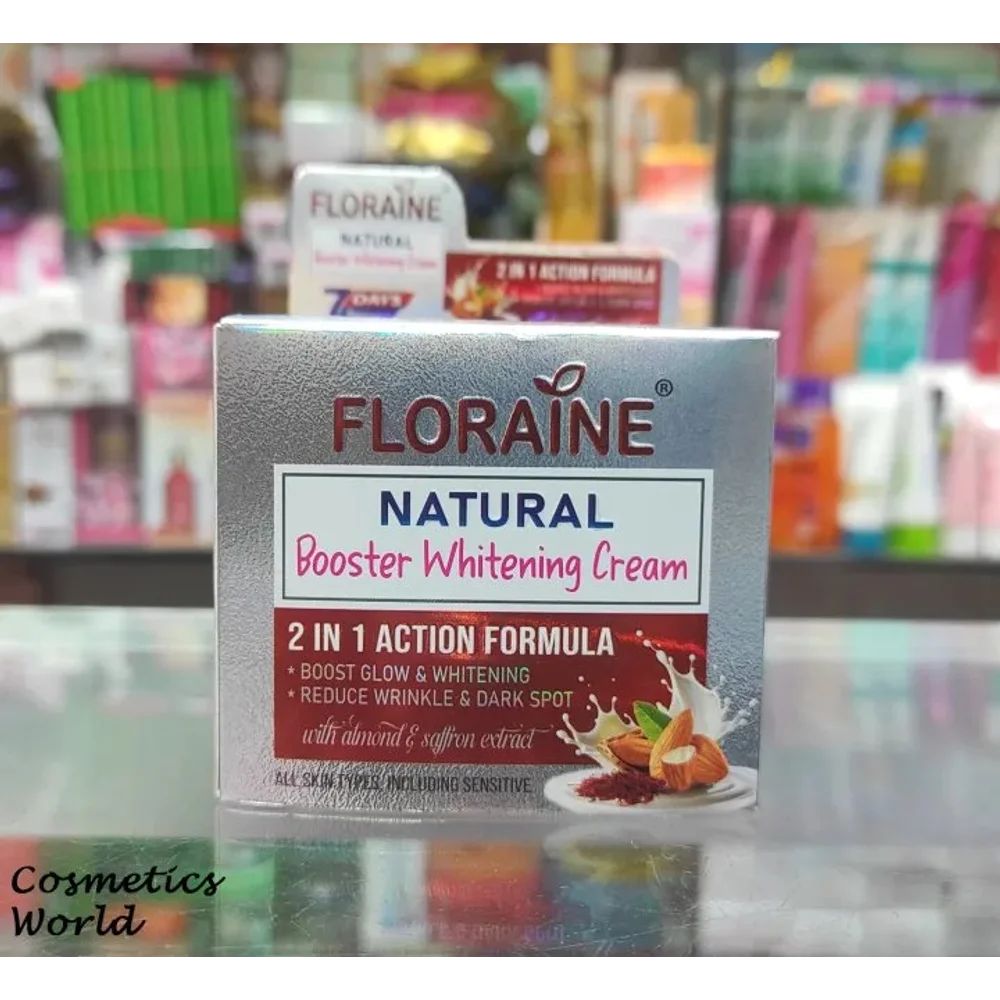 FLORAINE
NATURAL
Booster Whitening Cream
7 DAYS
2 IN 1 ACTION FORMULA
FLORAINE®
NATURAL
Booster Whitening Cream
2 IN 1 ACTION FORMULA
* BOOST GLOW & WHITENING
* REDUCE WRINKLE & DARK SPOT
with almond & saffron extract
ALL SKIN TYPES, INCLUDING SENSITIVE.
Cosmetics
World